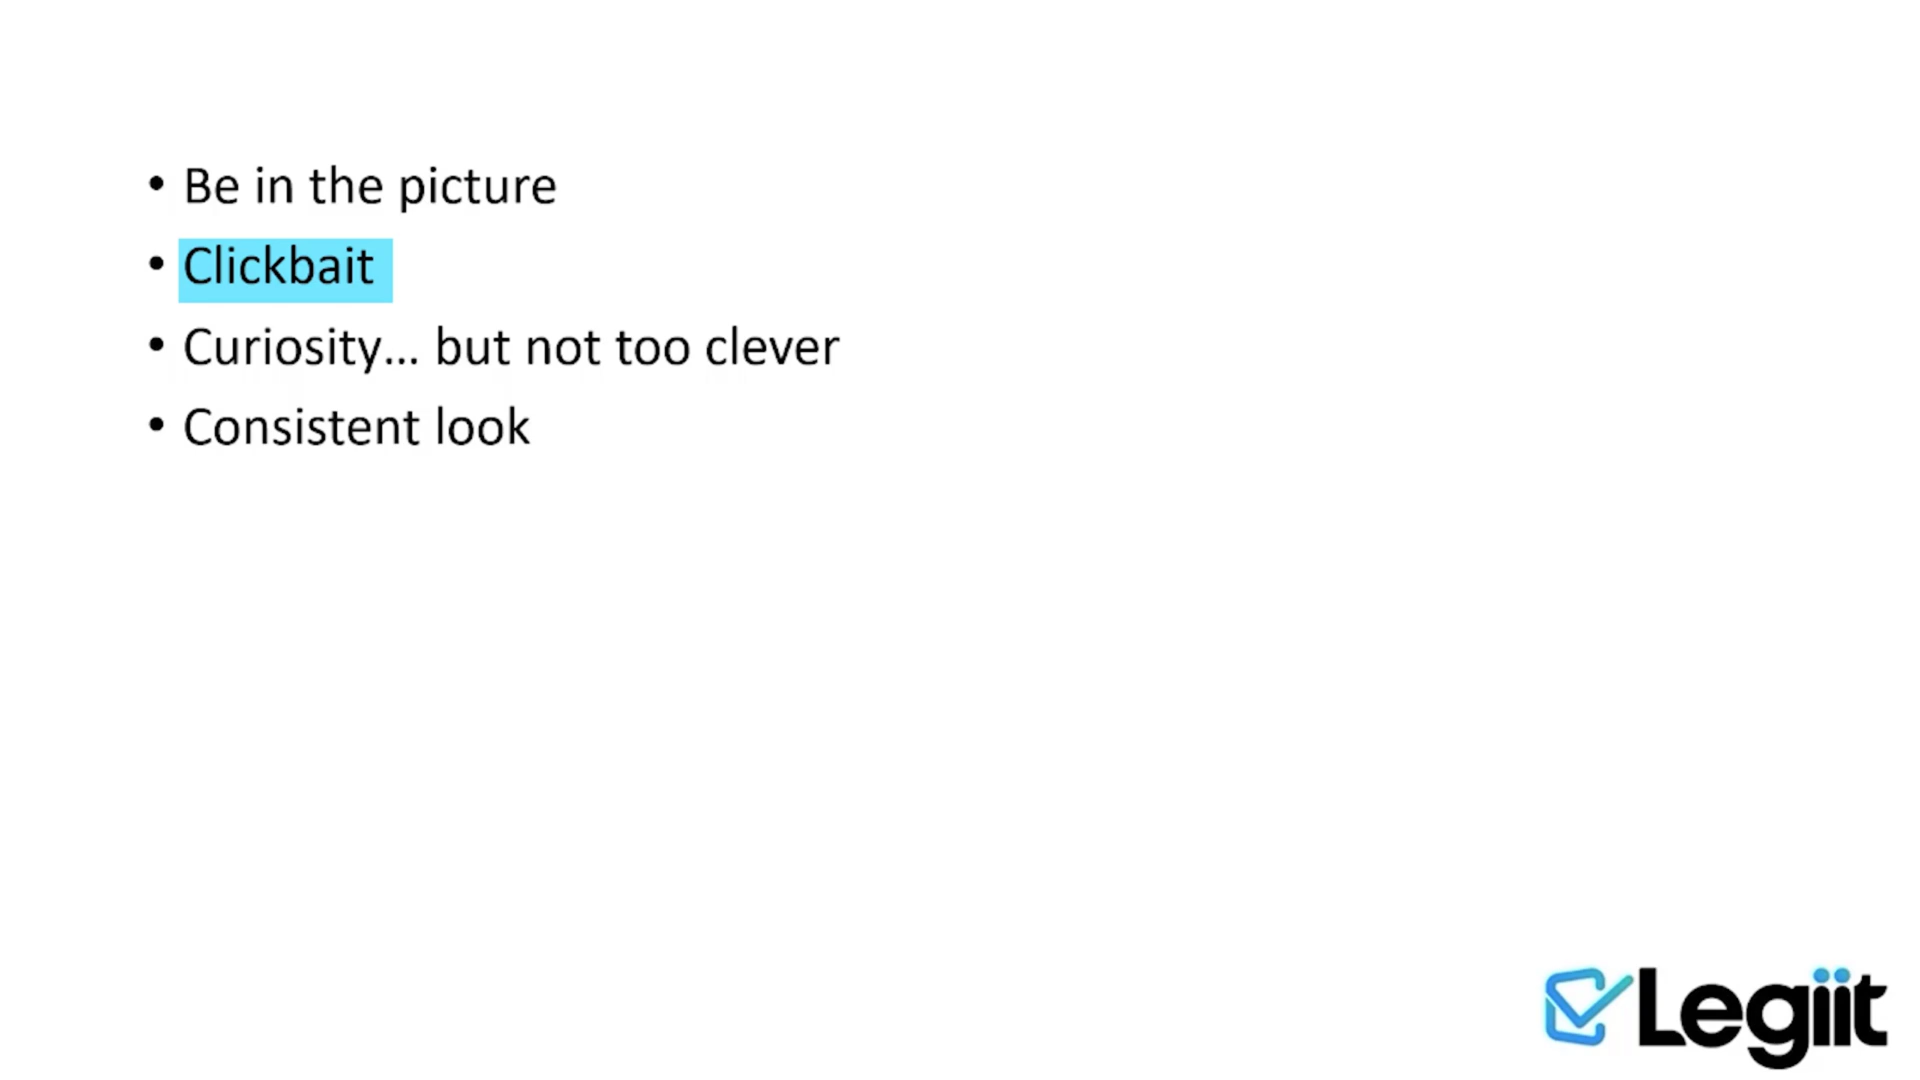 • Be in the picture
• Clickbait
• Curiosity... but not too clever
• Consistent look
Legiit